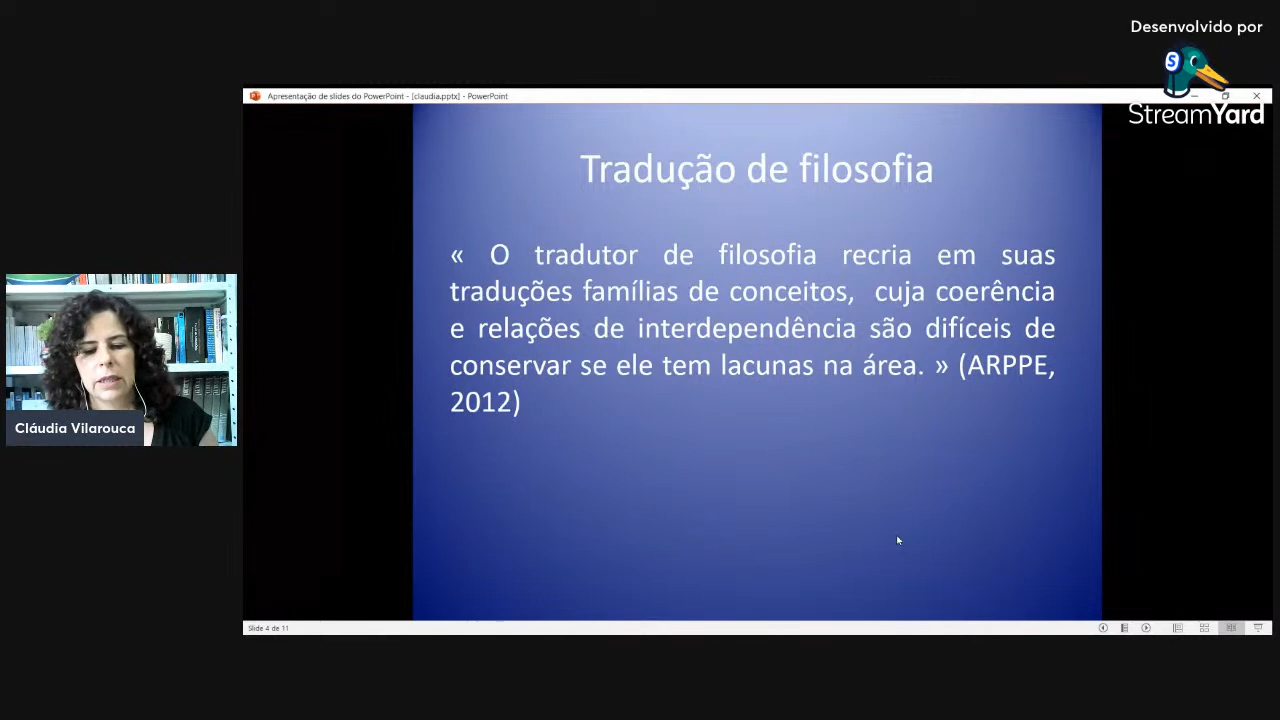 Desenvolvido por
S
StreamYard
Apresentação de slides do PowerPoint - [claudia.pptx] - PowerPoint
Tradução de filosofia
« O tradutor de filosofia recria em suas
traduções famílias de conceitos, cuja coerência
e relações de interdependência são difíceis de
conservar se ele tem lacunas na área. » (ARPPE,
2012)
Cláudia Vilarouca
Slide 4 de 11